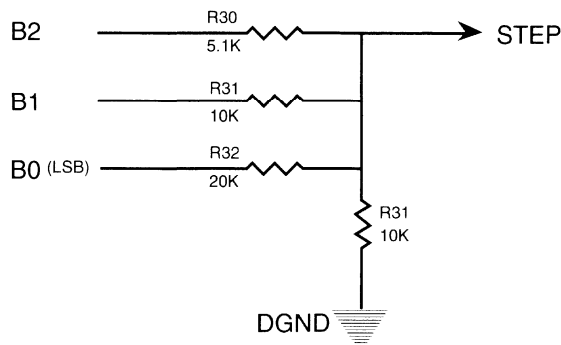 R30
B2
5.1K
STEP
R31
B1
10K
R32
B0 (LSB)
20K
R31
10K
DGND